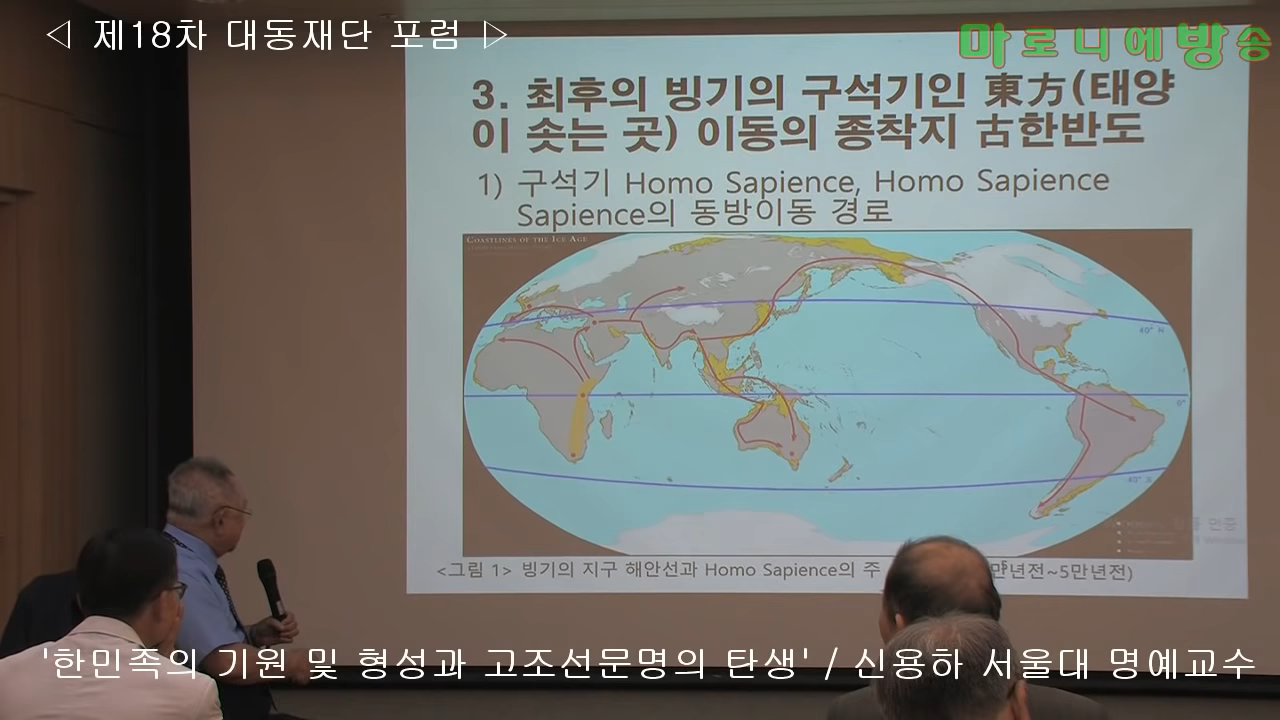 ◁ 제18차 대동재단 포럼 ▷
마로니에방송
3. 최후의 빙기의 구석기인 東方(태양
이 솟는 곳) 이동의 종착지 古한반도
1) 구석기 Homo Sapience, Homo Sapience
Sapience의 동방이동 경로
COASTLINES OF THE ICE AGE
40° N
0°
40° S
<그림 1> 빙기의 지구 해안선과 Homo Sapience의 주 만년전~5만년전)
'한민족의 기원 및 형성과 고조선문명의 탄생' / 신용하 서울대 명예교수